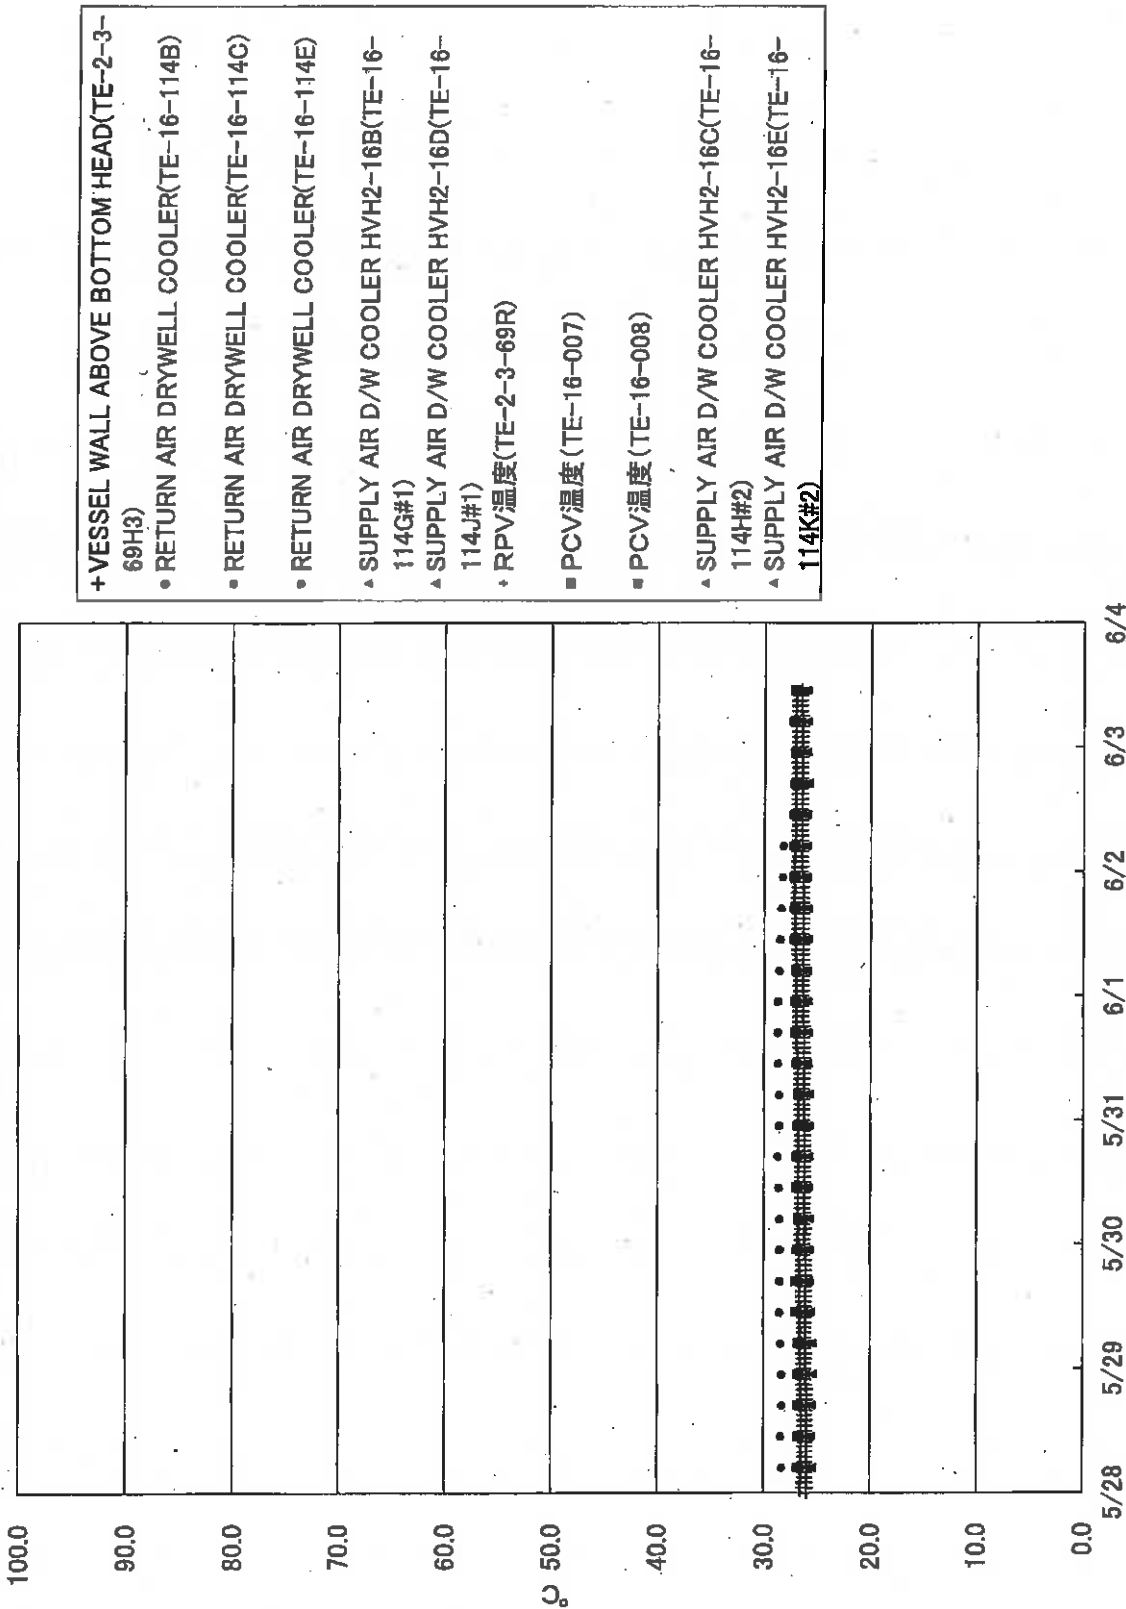 100.0
90.0
80.0
70.0
60.0
50.0
40.0
30.0
20.0
10.0
0.0
℃
5/28
5/29
5/30
5/31
6/1
6/2
6/3
6/4
+VESSEL WALL ABOVE BOTTOM HEAD(TE-2-3-
69H3)
•RETURN AIR DRYWELL COOLER(TE-16-114B)
•RETURN AIR DRYWELL COOLER(TE-16-114C)
•RETURN AIR DRYWELL COOLER(TE-16-114E)
▲SUPPLY AIR D/W COOLER HVH2-16B(TE-16-
114G#1)
▲SUPPLY AIR D/W COOLER HVH2-16D(TE-16-
114J#1)
+RPV温度(TE-2-3-69R)
■PCV温度(TE-16-007)
■PCV温度(TE-16-008)
▲SUPPLY AIR D/W COOLER HVH2-16C(TE-16-
114H#2)
▲SUPPLY AIR D/W COOLER HVH2-16E(TE-16-
114K#2)